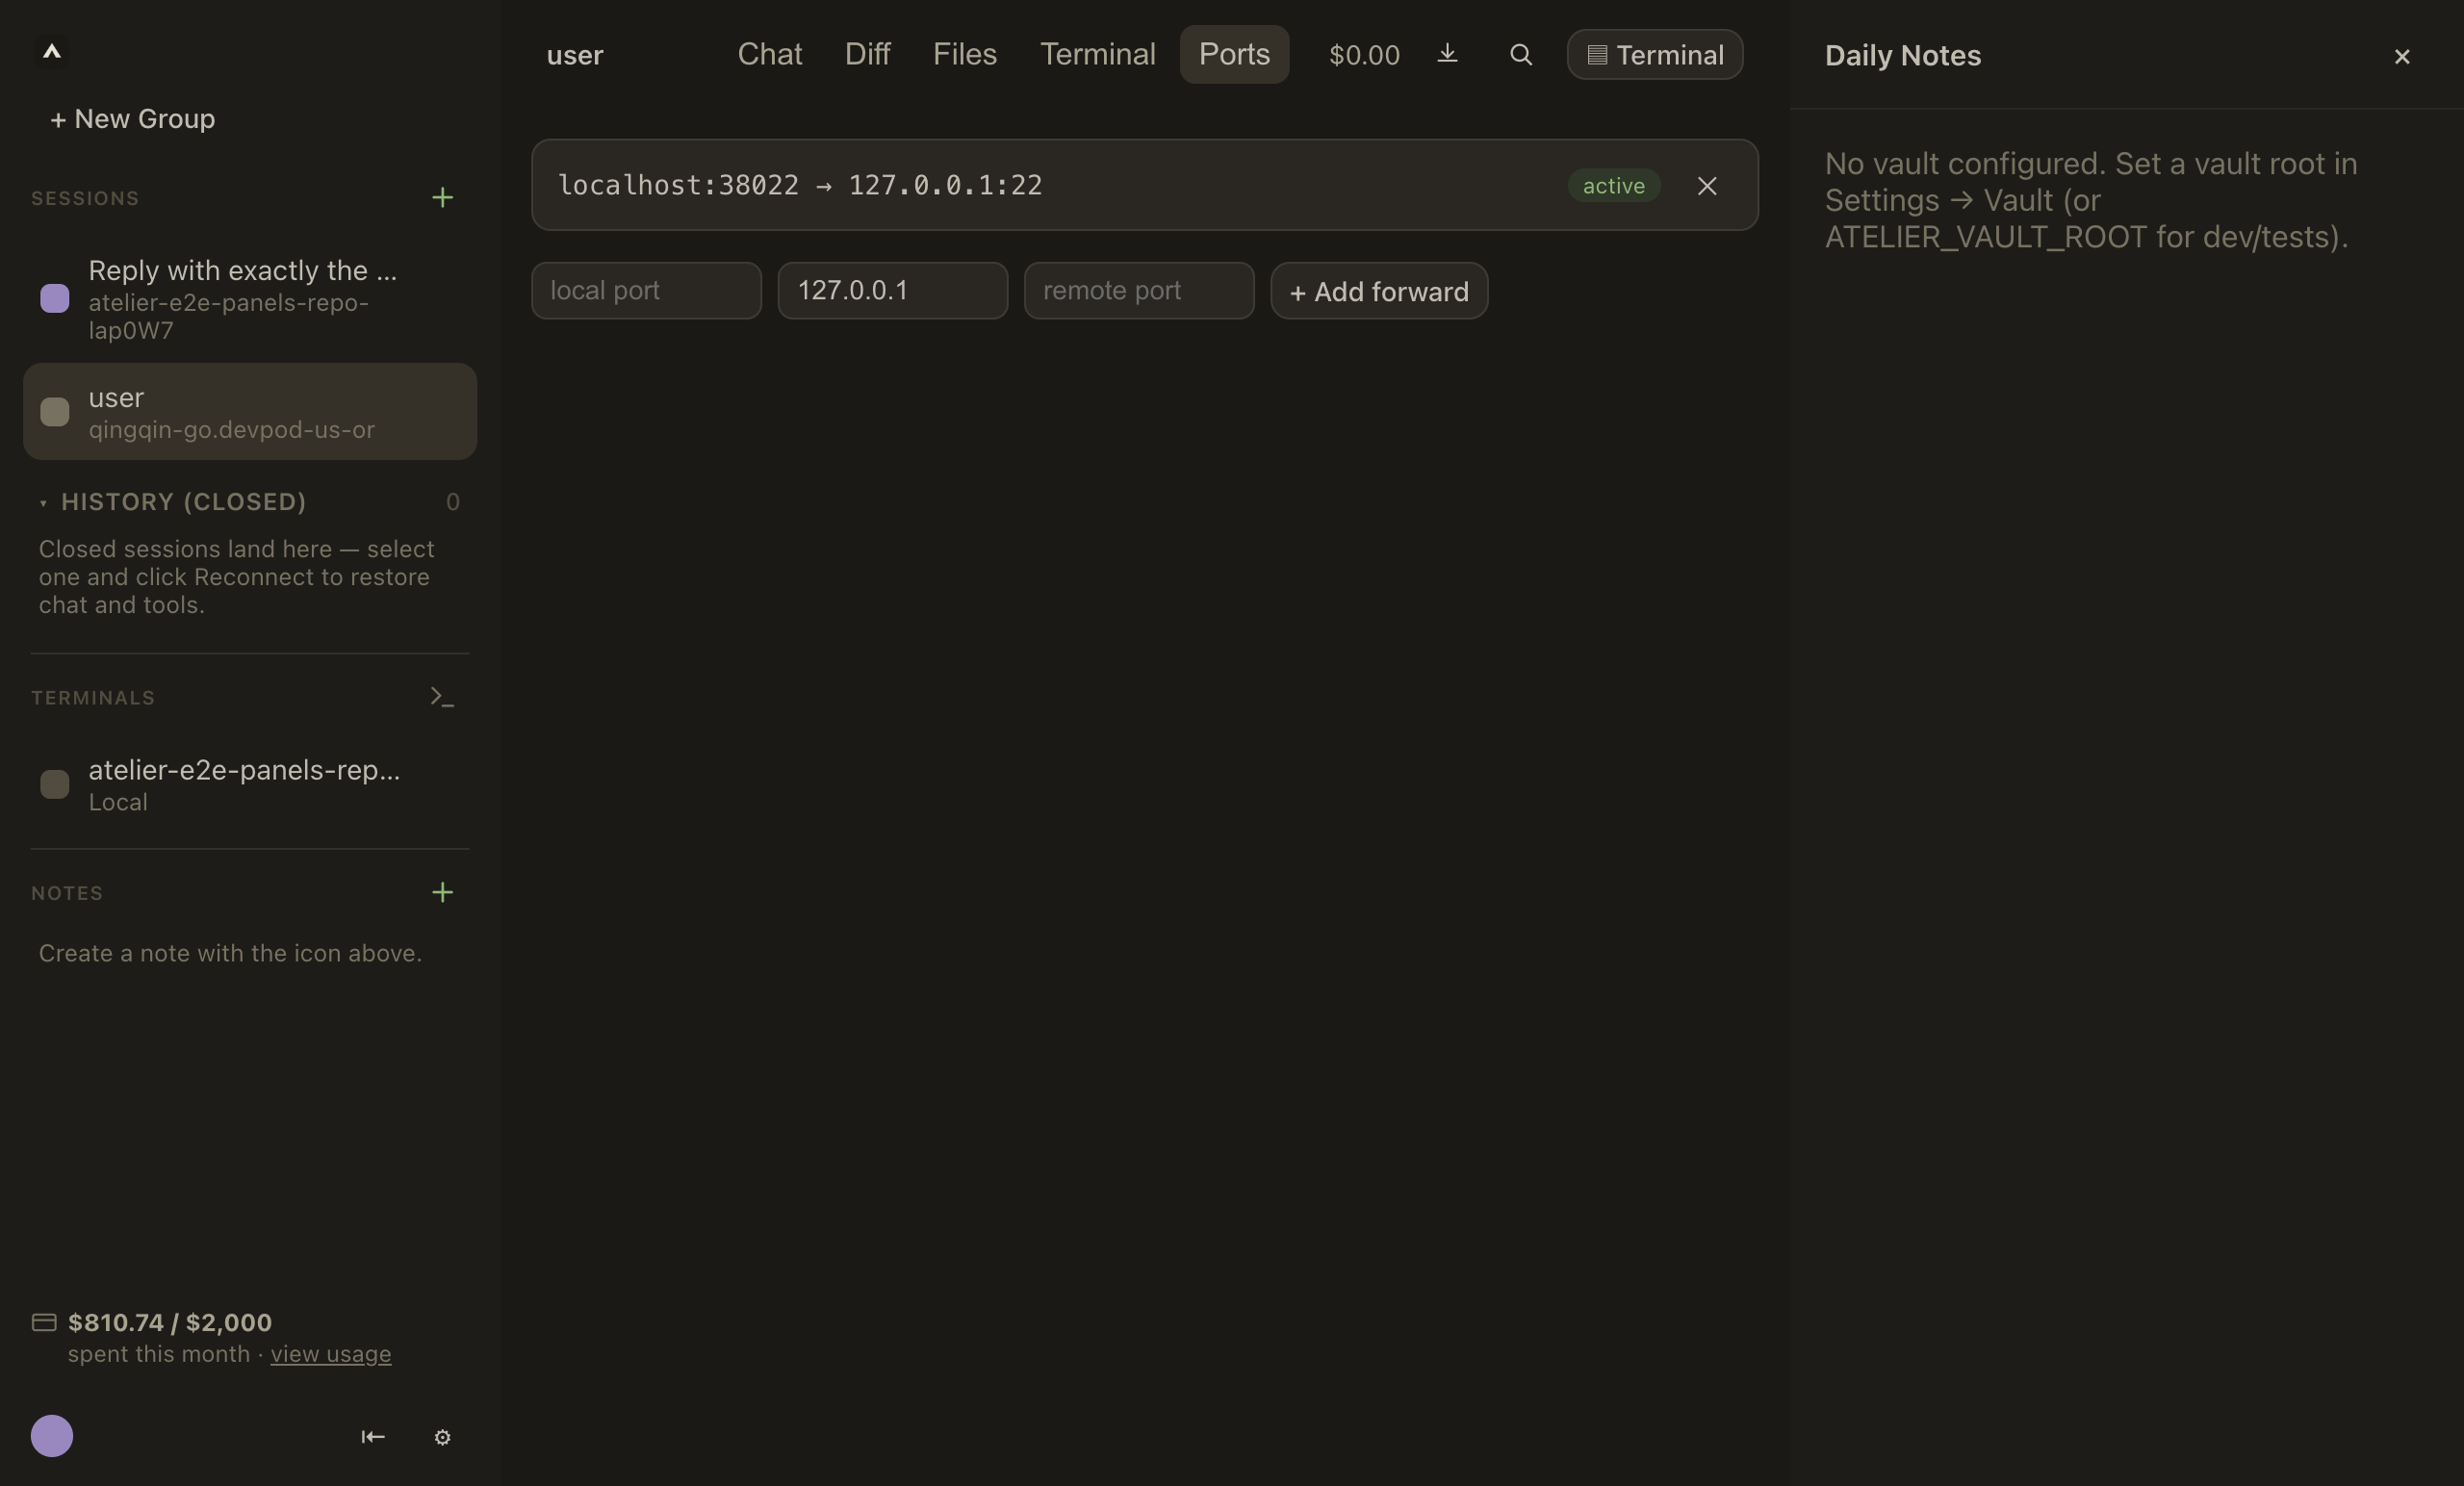 + New Group
SESSIONS
Reply with exactly the ...
atelier-e2e-panels-repo-
lap0W7
user
qingqin-go.devpod-us-or
HISTORY (CLOSED) 0
Closed sessions land here — select
one and click Reconnect to restore
chat and tools.
TERMINALS
atelier-e2e-panels-rep...
Local
NOTES
Create a note with the icon above.
$810.74 / $2,000
spent this month · view usage
user Chat Diff Files Terminal Ports $0.00 Terminal
localhost:38022 → 127.0.0.1:22 active
local port 127.0.0.1 remote port + Add forward
Daily Notes
No vault configured. Set a vault root in
Settings → Vault (or
ATELIER_VAULT_ROOT for dev/tests).